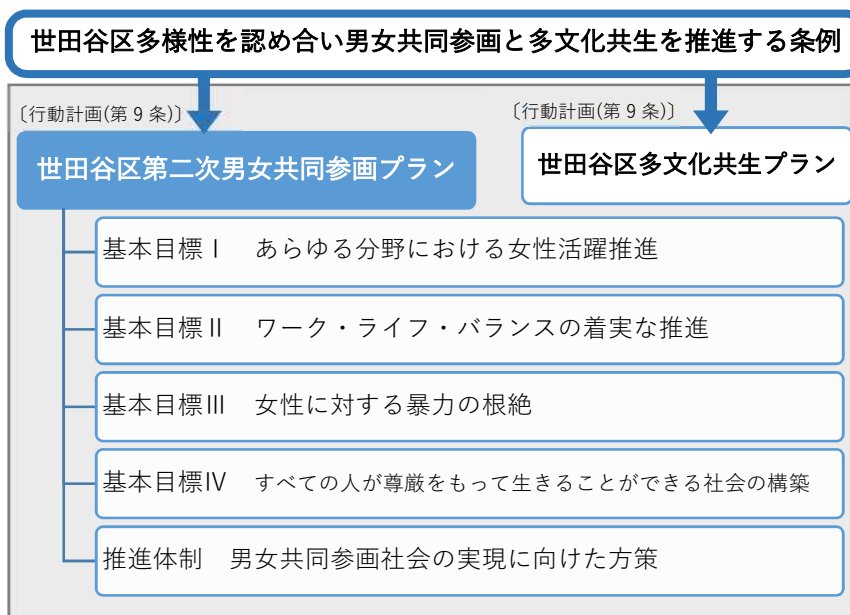 世田谷区多様性を認め合い男女共同参画と多文化共生を推進する条例
〔行動計画(第 9 条)〕
〔行動計画(第 9 条)〕
世田谷区第二次男女共同参画プラン
世田谷区多文化共生プラン
基本目標Ⅰ　あらゆる分野における女性活躍推進
基本目標Ⅱ　ワーク・ライフ・バランスの着実な推進
基本目標Ⅲ　女性に対する暴力の根絶
基本目標Ⅳ　すべての人が尊厳をもって生きることができる社会の構築
推進体制　男女共同参画社会の実現に向けた方策